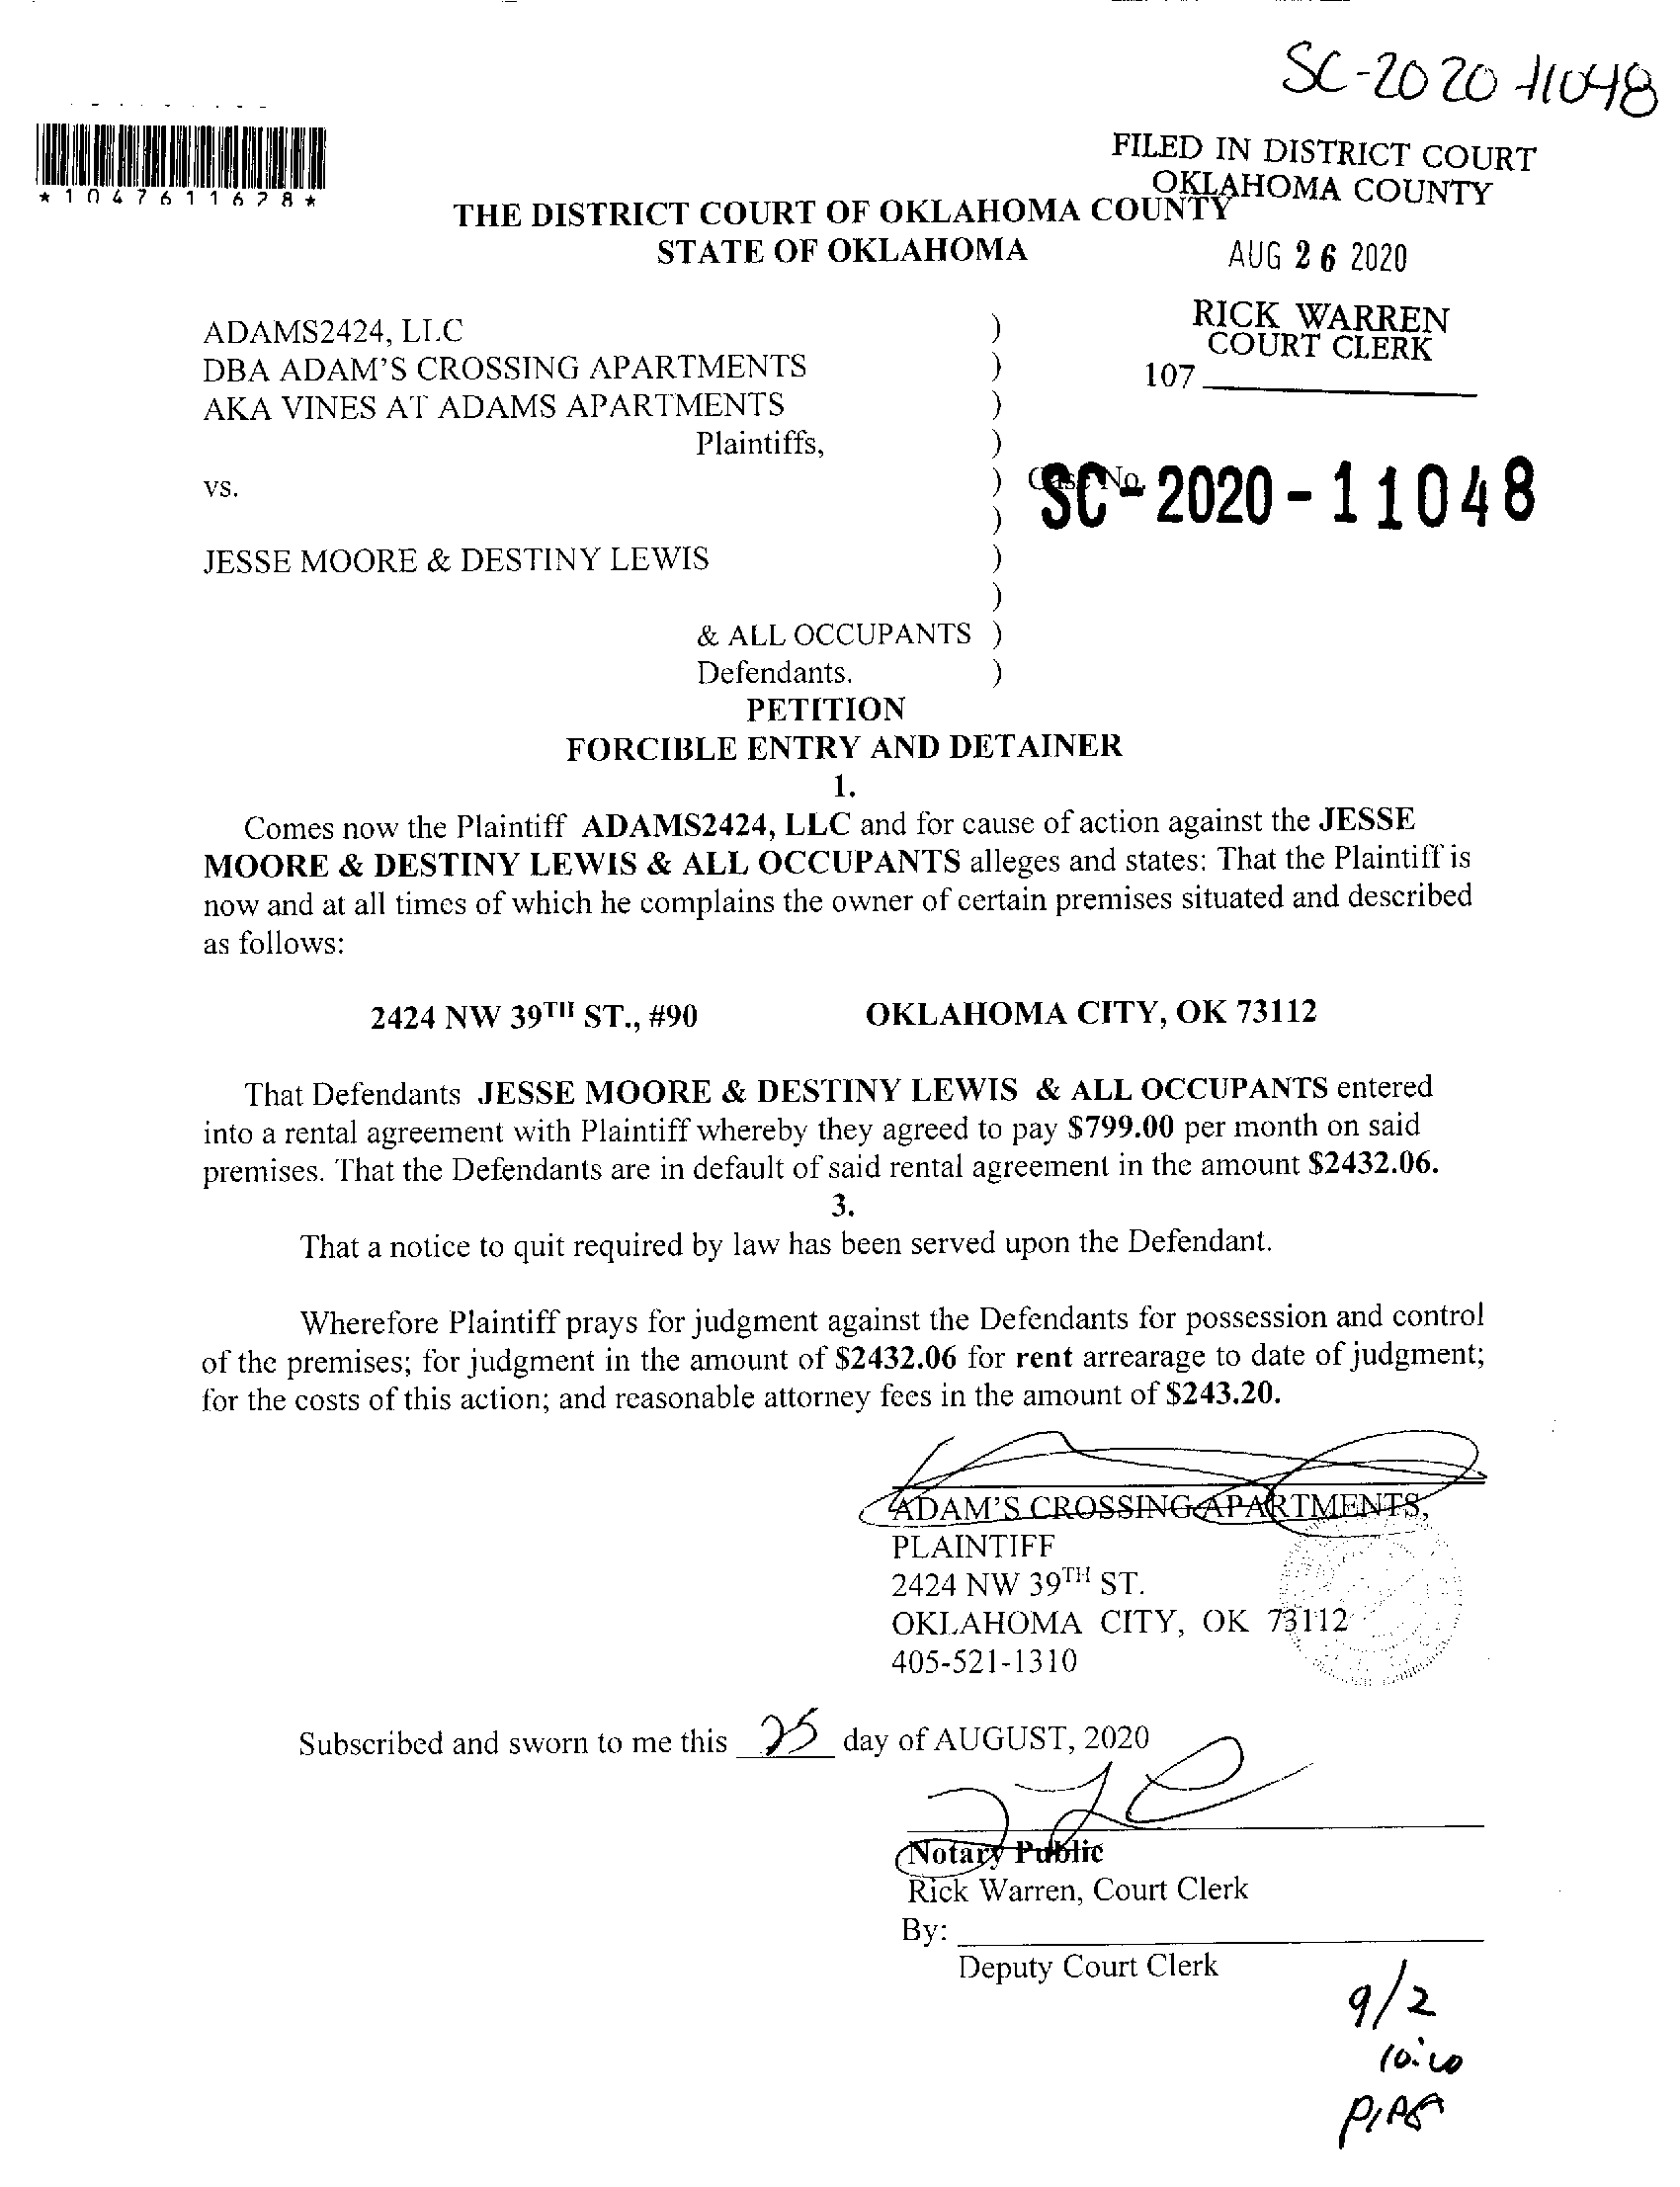 SC-2020-11048
*1047611628*
FILED IN DISTRICT COURT
OKLAHOMA COUNTY
THE DISTRICT COURT OF OKLAHOMA COUNTY
STATE OF OKLAHOMA
AUG 26 2020
RICK WARREN
COURT CLERK
107
ADAMS2424, LLC )
DBA ADAM'S CROSSING APARTMENTS )
AKA VINES AT ADAMS APARTMENTS )
Plaintiffs, )
vs. ) Case No. SC-2020-11048
)
JESSE MOORE & DESTINY LEWIS )
)
& ALL OCCUPANTS )
Defendants. )
PETITION
FORCIBLE ENTRY AND DETAINER
1.
Comes now the Plaintiff ADAMS2424, LLC and for cause of action against the JESSE
MOORE & DESTINY LEWIS & ALL OCCUPANTS alleges and states: That the Plaintiff is
now and at all times of which he complains the owner of certain premises situated and described
as follows:
2424 NW 39TH ST., #90 OKLAHOMA CITY, OK 73112
That Defendants JESSE MOORE & DESTINY LEWIS & ALL OCCUPANTS entered
into a rental agreement with Plaintiff whereby they agreed to pay $799.00 per month on said
premises. That the Defendants are in default of said rental agreement in the amount $2432.06.
3.
That a notice to quit required by law has been served upon the Defendant.
Wherefore Plaintiff prays for judgment against the Defendants for possession and control
of the premises; for judgment in the amount of $2432.06 for rent arrearage to date of judgment;
for the costs of this action; and reasonable attorney fees in the amount of $243.20.
ADAM'S CROSSING APARTMENTS,
PLAINTIFF
2424 NW 39TH ST.
OKLAHOMA CITY, OK 73112
405-521-1310
Subscribed and sworn to me this 25 day of AUGUST, 2020
Notary Public
Rick Warren, Court Clerk
By:
Deputy Court Clerk
9/2